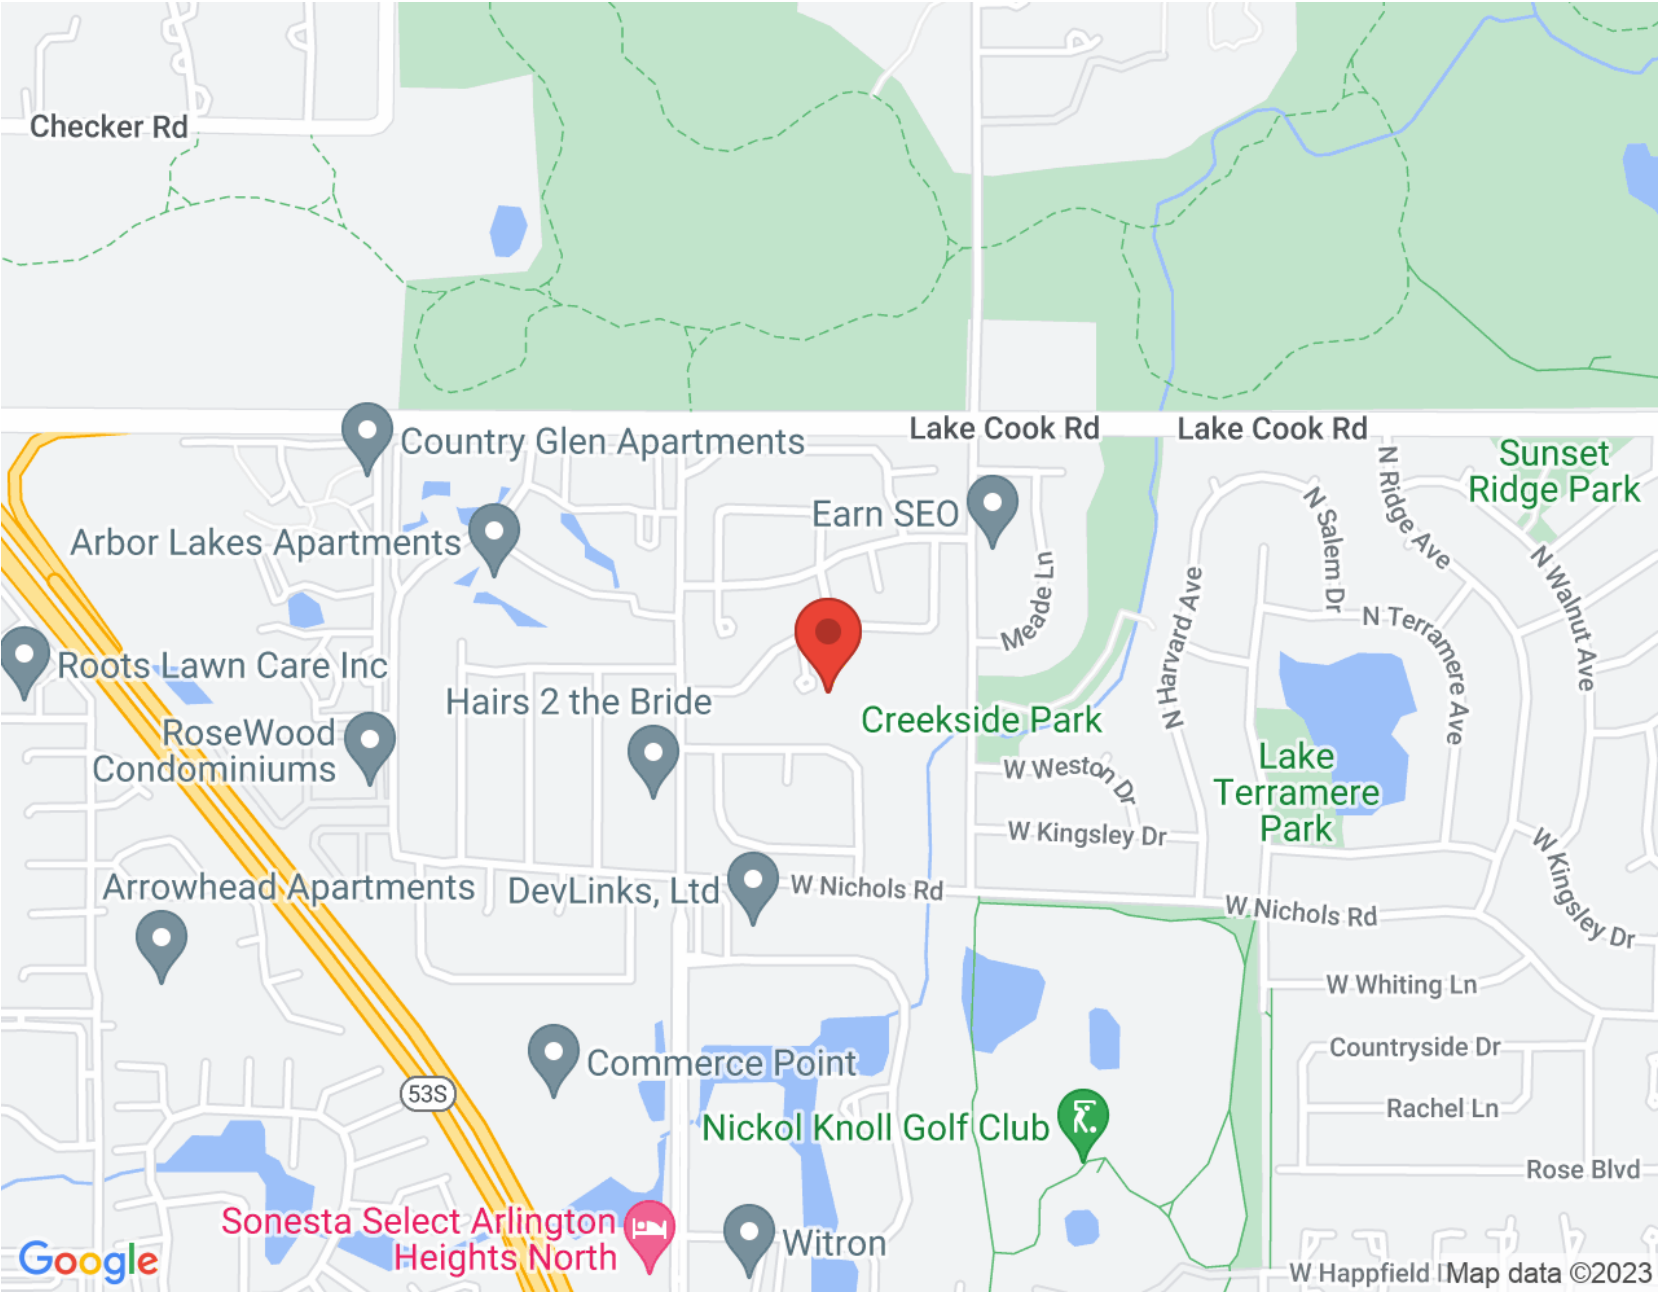 Checker Rd
Lake Cook Rd
Lake Cook Rd
Country Glen Apartments
Sunset
Ridge Park
N Ridge Ave
N Salem Dr
Earn SEO
Arbor Lakes Apartments
N Walnut Ave
Meade Ln
N Harvard Ave
N Terramere Ave
Roots Lawn Care Inc
Hairs 2 the Bride
Creekside Park
RoseWood
Condominiums
Lake
Terramere
Park
W Weston Dr
W Kingsley Dr
W Kingsley Dr
Arrowhead Apartments
DevLinks, Ltd
W Nichols Rd
W Nichols Rd
W Whiting Ln
Countryside Dr
Commerce Point
53S
Rachel Ln
Nickol Knoll Golf Club
Rose Blvd
Sonesta Select Arlington
Heights North
Witron
Google
W Happfield
Map data ©2023